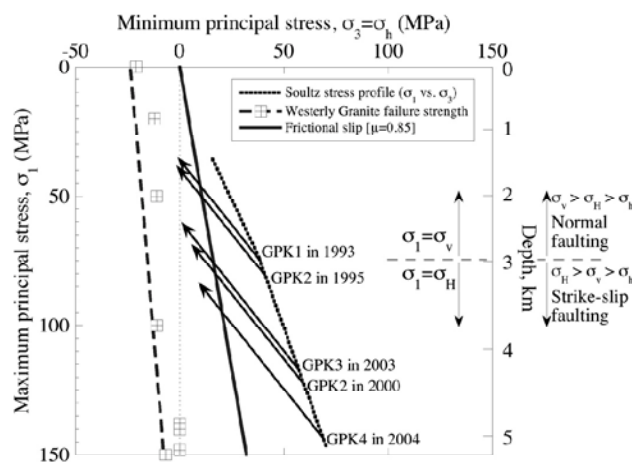 Minimum principal stress, σ3=σh (MPa)
-50 0 50 100 150
Maximum principal stress, σ1 (MPa)
0
50
100
150
Soultz stress profile (σ1 vs. σ3)
Westerly Granite failure strength
Frictional slip [μ=0.85]
GPK1 in 1993
GPK2 in 1995
GPK3 in 2003
GPK2 in 2000
GPK4 in 2004
σ1=σv
σ1=σH
0
1
2
3
4
5
Depth, km
σv > σH > σh
Normal
faulting
σH > σv > σh
Strike-slip
faulting